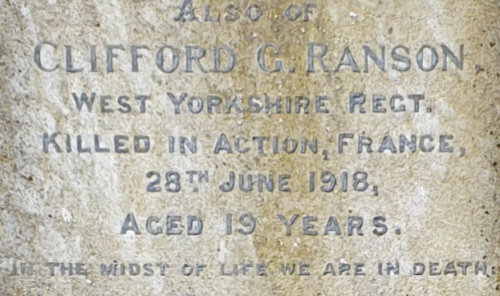 ALSO OF
CLIFFORD G. RANSON,
WEST YORKSHIRE REGT.
KILLED IN ACTION, FRANCE,
28TH JUNE 1918,
AGED 19 YEARS.
IN THE MIDST OF LIFE WE ARE IN DEATH.